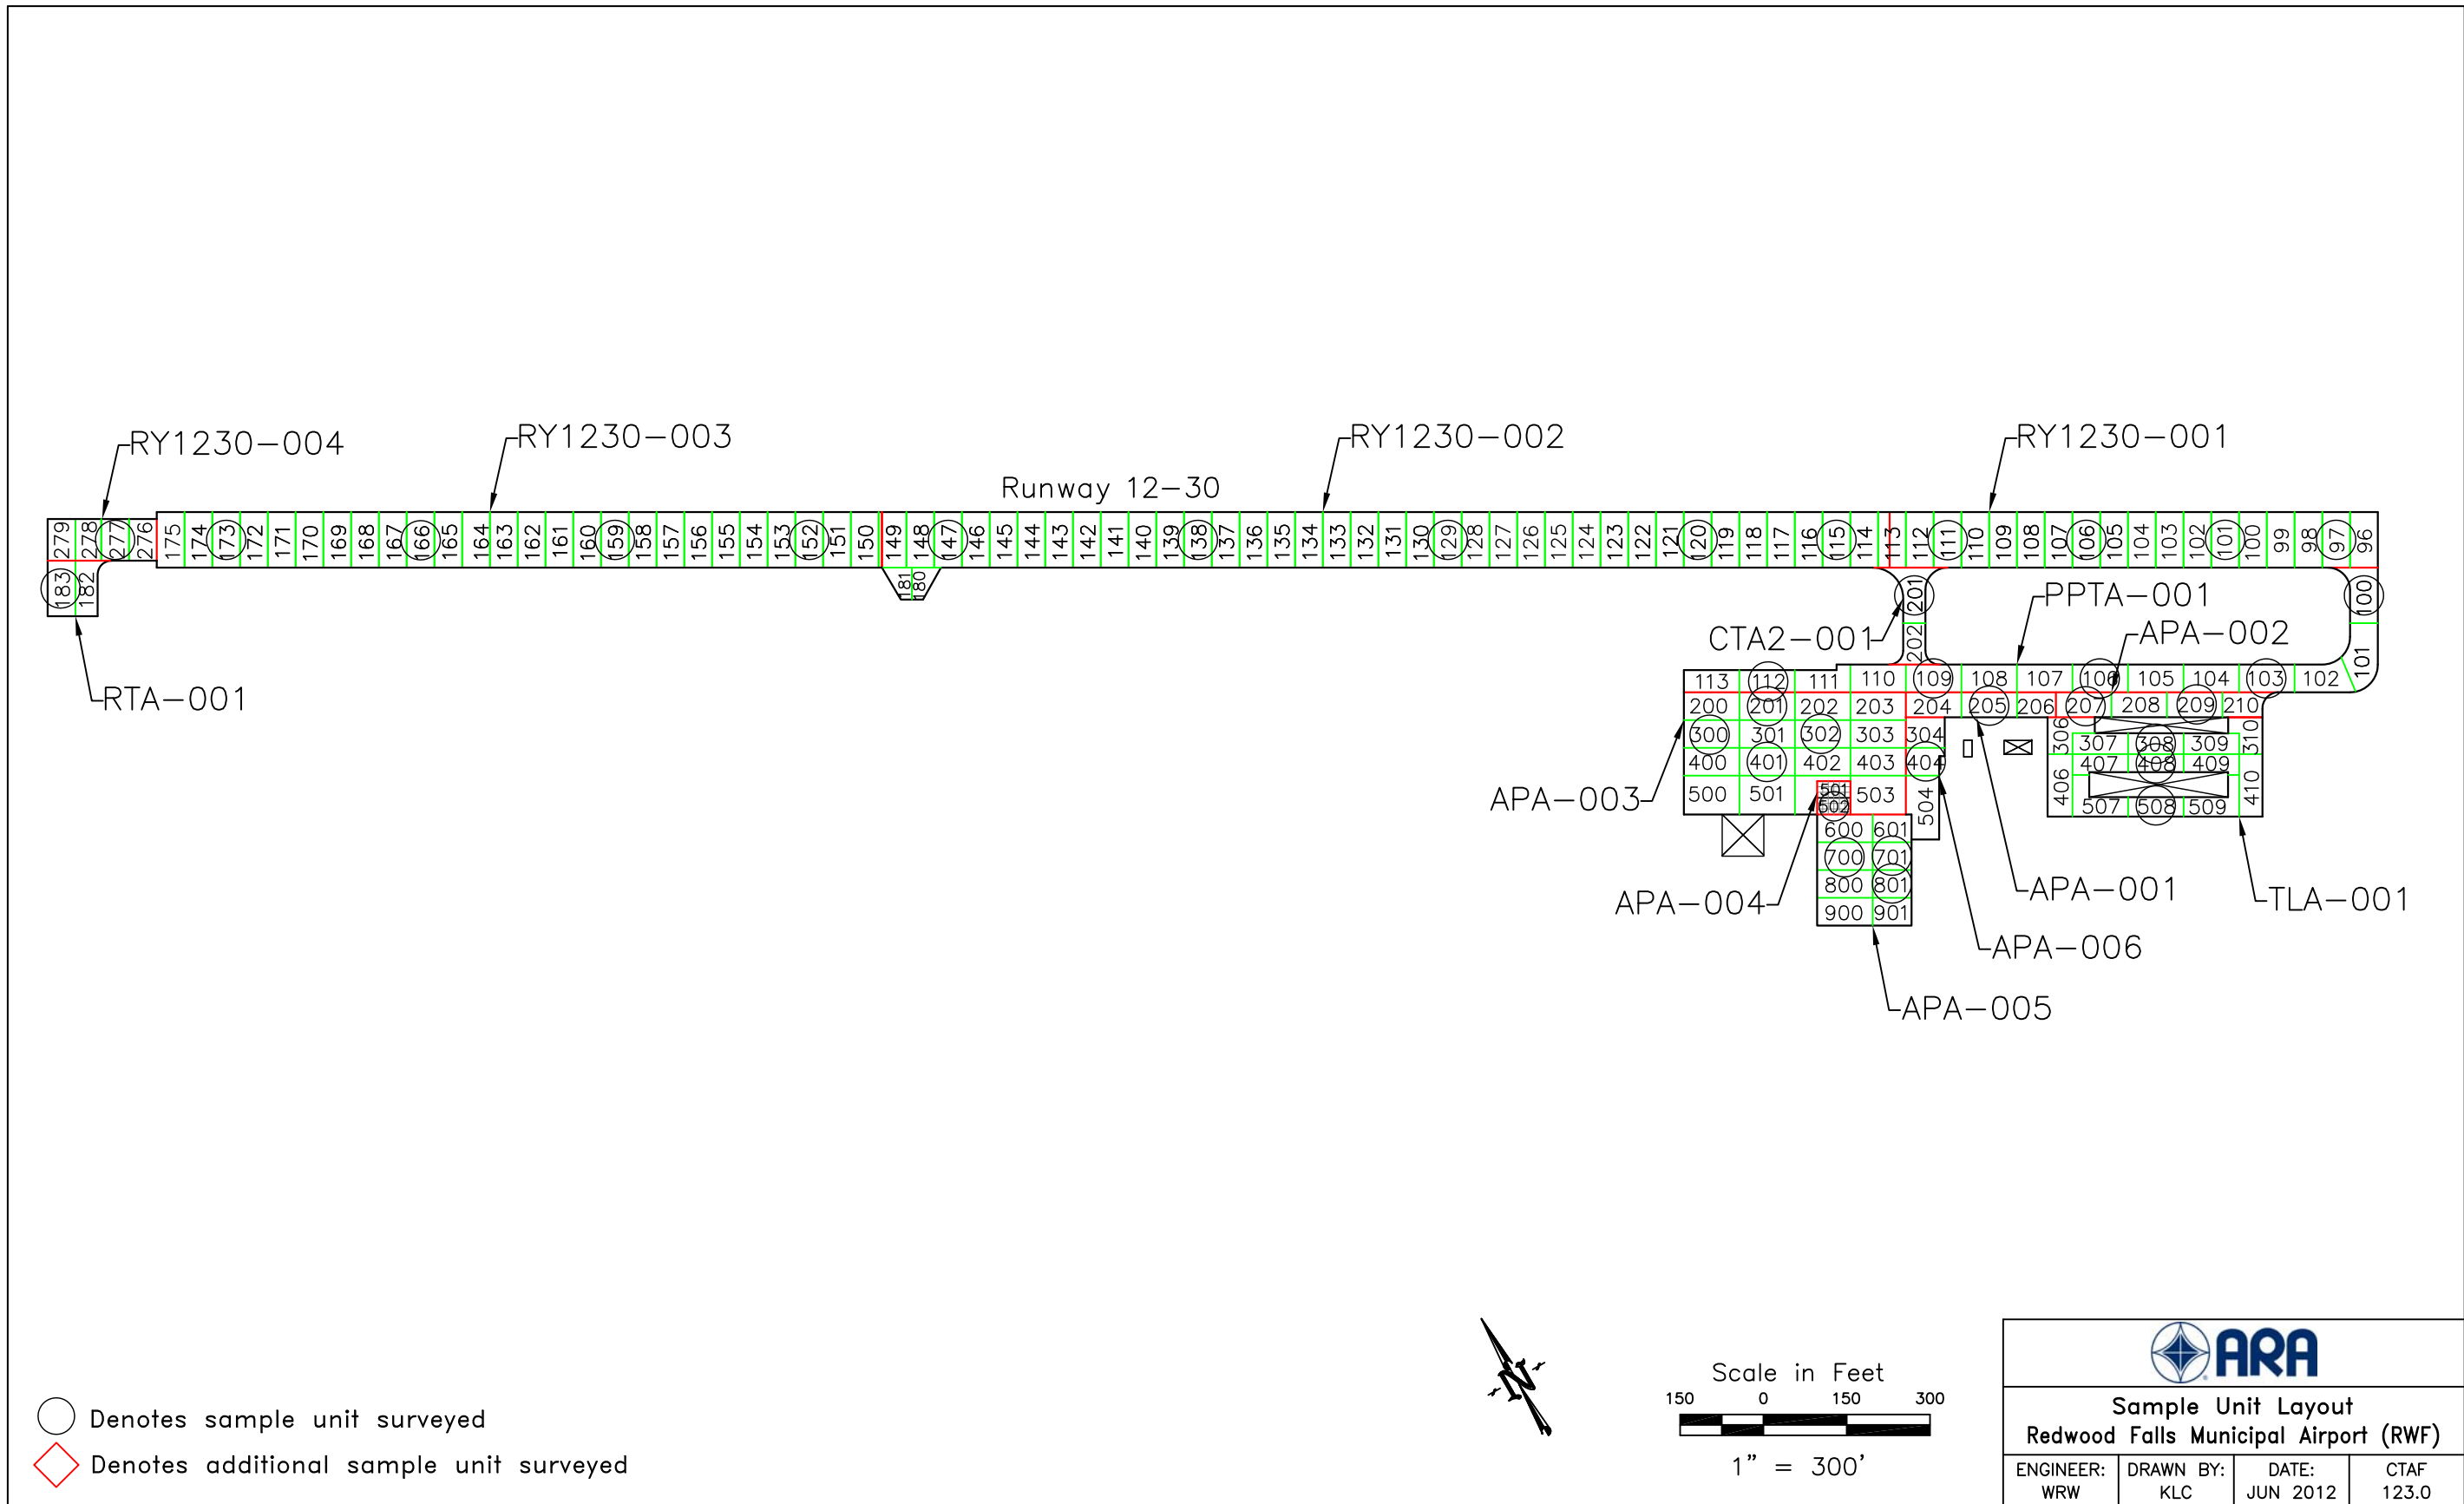 RY1230-004
RY1230-003
RY1230-002
RY1230-001
Runway 12-30
279 278 277 276 175 174 173 172 171 170 169 168 167 166 165 164 163 162 161 160 159 158 157 156 155 154 153 152 151 150 149 148 147 146 145 144 143 142 141 140 139 138 137 136 135 134 133 132 131 130 129 128 127 126 125 124 123 122 121 120 119 118 117 116 115 114 113 112 111 110 109 108 107 106 105 104 103 102 101 100 99 98 97 96
183 182
181 180
201
100
PPTA-001
CTA2-001
202
APA-002
101
RTA-001
113 112 111 110 109 108 107 106 105 104 103 102
200 201 202 203 204 205 206 207 208 209 210
300 301 302 303 304
306 307 308 309 310
400 401 402 403 404
406 407 408 409 410
APA-003
500 501 501 503 504
502
507 508 509
600 601
700 701
800 801
900 901
APA-004
APA-001
TLA-001
APA-006
APA-005
N
Scale in Feet
150 0 150 300
1" = 300'
Denotes sample unit surveyed
Denotes additional sample unit surveyed
ARA
Sample Unit Layout
Redwood Falls Municipal Airport (RWF)
ENGINEER: DRAWN BY: DATE: CTAF
WRW KLC JUN 2012 123.0